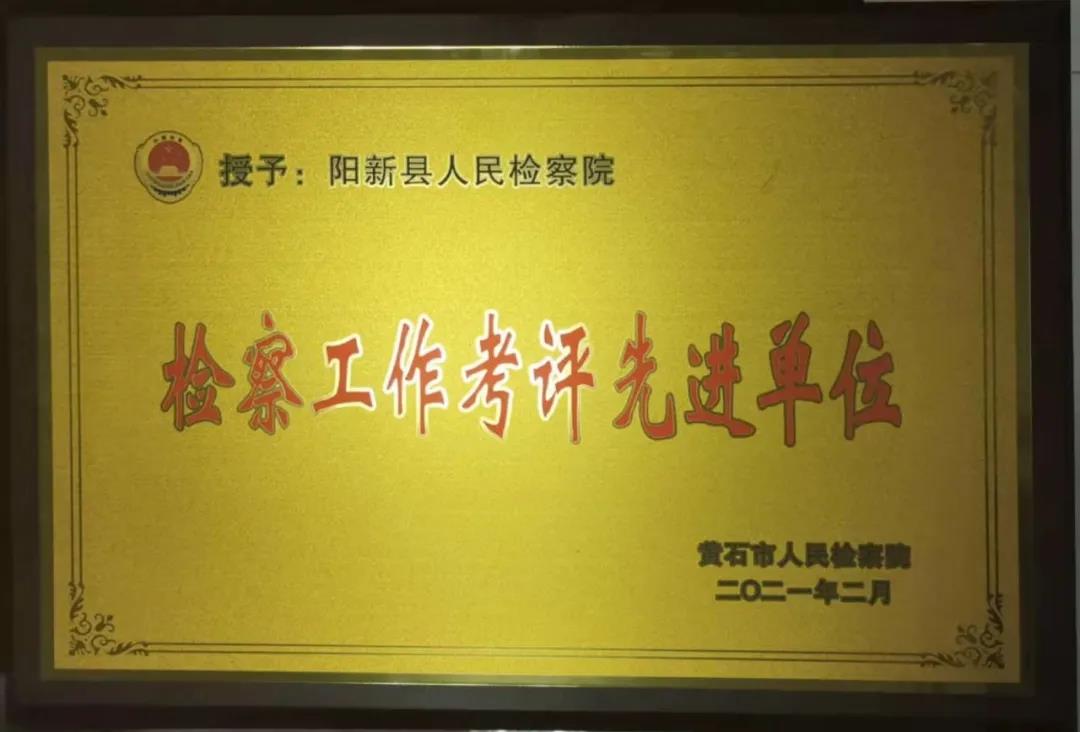 授予：阳新县人民检察院
检察工作考评先进单位
黄石市人民检察院
二〇二一年二月